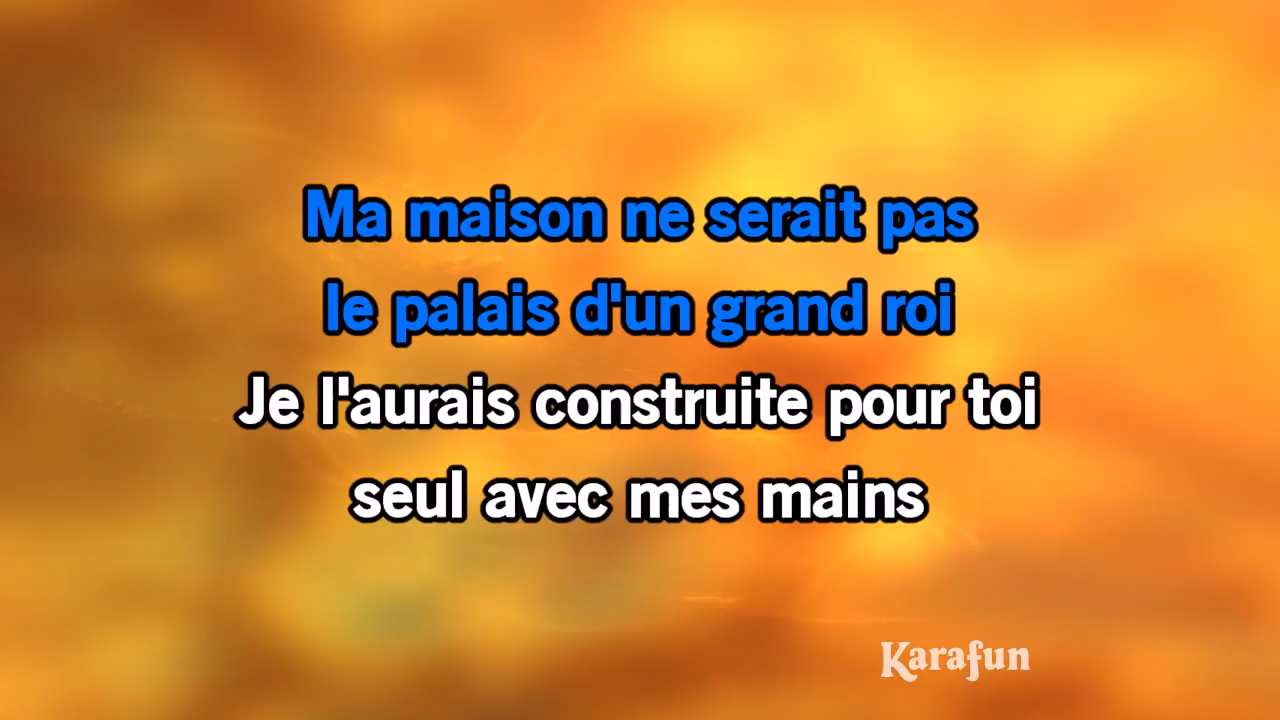 Ma maison ne serait pas
le palais d'un grand roi
Je l'aurais construite pour toi
seul avec mes mains
Karafun